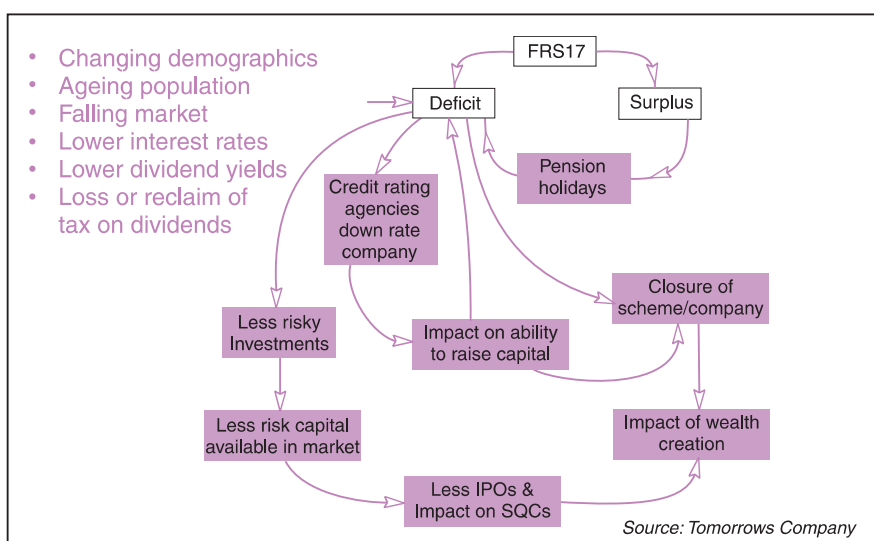 • Changing demographics
• Ageing population
• Falling market
• Lower interest rates
• Lower dividend yields
• Loss or reclaim of
tax on dividends
FRS17
Deficit
Surplus
Pension
holidays
Credit rating
agencies
down rate
company
Closure of
scheme/company
Less risky
Investments
Impact on ability
to raise capital
Less risk capital
available in market
Impact of wealth
creation
Less IPOs &
Impact on SQCs
Source: Tomorrows Company